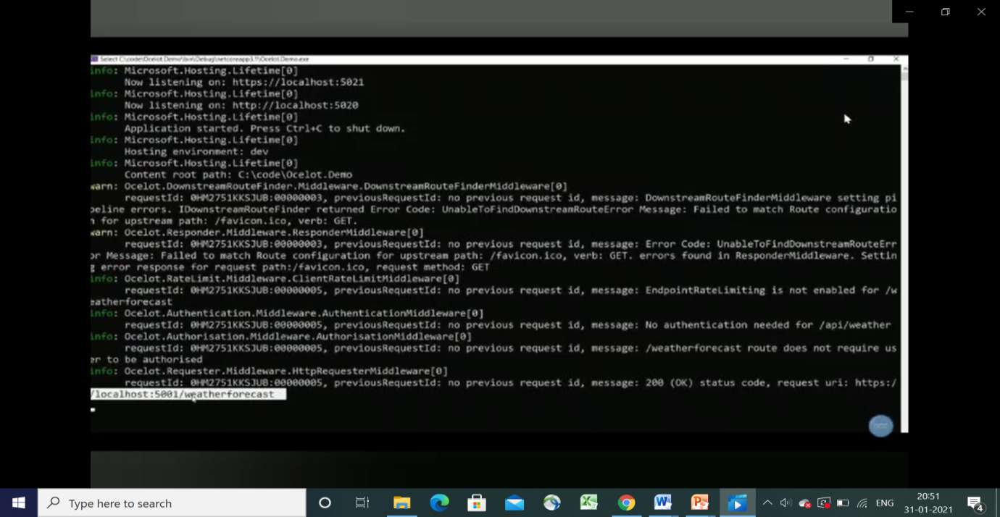 Select C:\code\Ocelot.Demo\bin\Debug\netcoreapp3.1\Ocelot.Demo.exe
info: Microsoft.Hosting.Lifetime[0]
Now listening on: https://localhost:5021
info: Microsoft.Hosting.Lifetime[0]
Now listening on: http://localhost:5020
info: Microsoft.Hosting.Lifetime[0]
Application started. Press Ctrl+C to shut down.
info: Microsoft.Hosting.Lifetime[0]
Hosting environment: dev
info: Microsoft.Hosting.Lifetime[0]
Content root path: C:\code\Ocelot.Demo
warn: Ocelot.DownstreamRouteFinder.Middleware.DownstreamRouteFinderMiddleware[0]
requestId: 0HM2751KKSJUB:00000003, previousRequestId: no previous request id, message: DownstreamRouteFinderMiddleware setting pi
peline errors. IDownstreamRouteFinder returned Error Code: UnableToFindDownstreamRouteError Message: Failed to match Route configuratio
n for upstream path: /favicon.ico, verb: GET.
warn: Ocelot.Responder.Middleware.ResponderMiddleware[0]
requestId: 0HM2751KKSJUB:00000003, previousRequestId: no previous request id, message: Error Code: UnableToFindDownstreamRouteErr
or Message: Failed to match Route configuration for upstream path: /favicon.ico, verb: GET. errors found in ResponderMiddleware. Settin
g error response for request path:/favicon.ico, request method: GET
info: Ocelot.RateLimit.Middleware.ClientRateLimitMiddleware[0]
requestId: 0HM2751KKSJUB:00000005, previousRequestId: no previous request id, message: EndpointRateLimiting is not enabled for /w
eatherforecast
info: Ocelot.Authentication.Middleware.AuthenticationMiddleware[0]
requestId: 0HM2751KKSJUB:00000005, previousRequestId: no previous request id, message: No authentication needed for /api/weather
info: Ocelot.Authorisation.Middleware.AuthorisationMiddleware[0]
requestId: 0HM2751KKSJUB:00000005, previousRequestId: no previous request id, message: /weatherforecast route does not require us
er to be authorised
info: Ocelot.Requester.Middleware.HttpRequesterMiddleware[0]
requestId: 0HM2751KKSJUB:00000005, previousRequestId: no previous request id, message: 200 (OK) status code, request uri: https:/
/localhost:5001/weatherforecast
Type here to search
ENG
20:51
31-01-2021
4